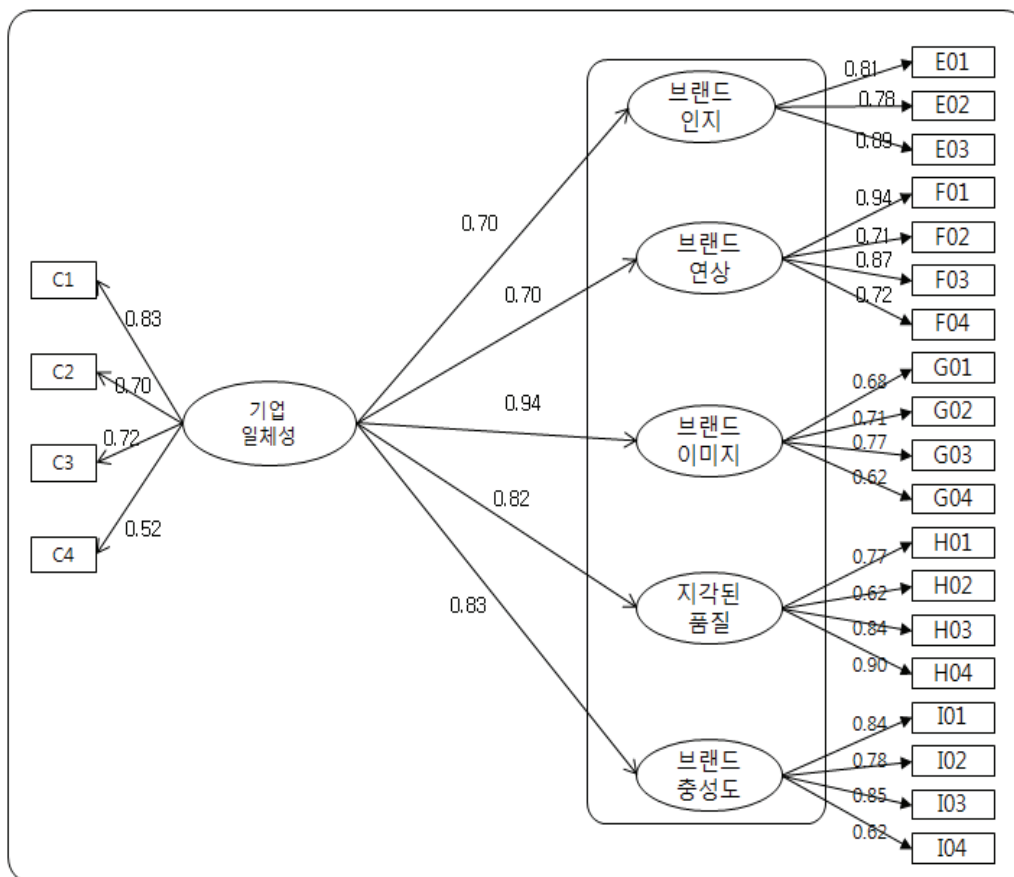 C1
C2
C3
C4
0.83
0.70
0.72
0.52
기업
일체성
0.70
0.70
0.94
0.82
0.83
브랜드
인지
브랜드
연상
브랜드
이미지
지각된
품질
브랜드
충성도
0.81
0.78
0.89
0.94
0.71
0.87
0.72
0.68
0.71
0.77
0.62
0.77
0.62
0.84
0.90
0.84
0.78
0.85
0.62
E01
E02
E03
F01
F02
F03
F04
G01
G02
G03
G04
H01
H02
H03
H04
I01
I02
I03
I04